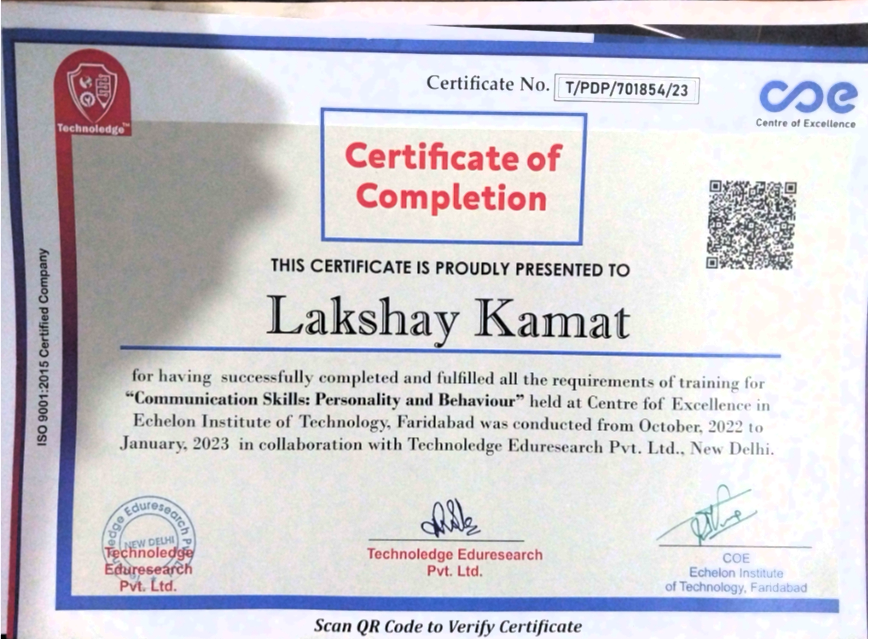 Certificate No. T/PDP/701854/23
Technoledge™
coe
Centre of Excellence
Certificate of
Completion
THIS CERTIFICATE IS PROUDLY PRESENTED TO
Lakshay Kamat
for having successfully completed and fulfilled all the requirements of training for
“Communication Skills: Personality and Behaviour” held at Centre fof Excellence in
Echelon Institute of Technology, Faridabad was conducted from October, 2022 to
January, 2023 in collaboration with Technoledge Eduresearch Pvt. Ltd., New Delhi.
ISO 9001:2015 Certified Company
Eduresearch
NEW DELHI
Technoledge
Eduresearch
Pvt. Ltd.
Technoledge Eduresearch
Pvt. Ltd.
COE
Echelon Institute
of Technology, Faridabad
Scan QR Code to Verify Certificate